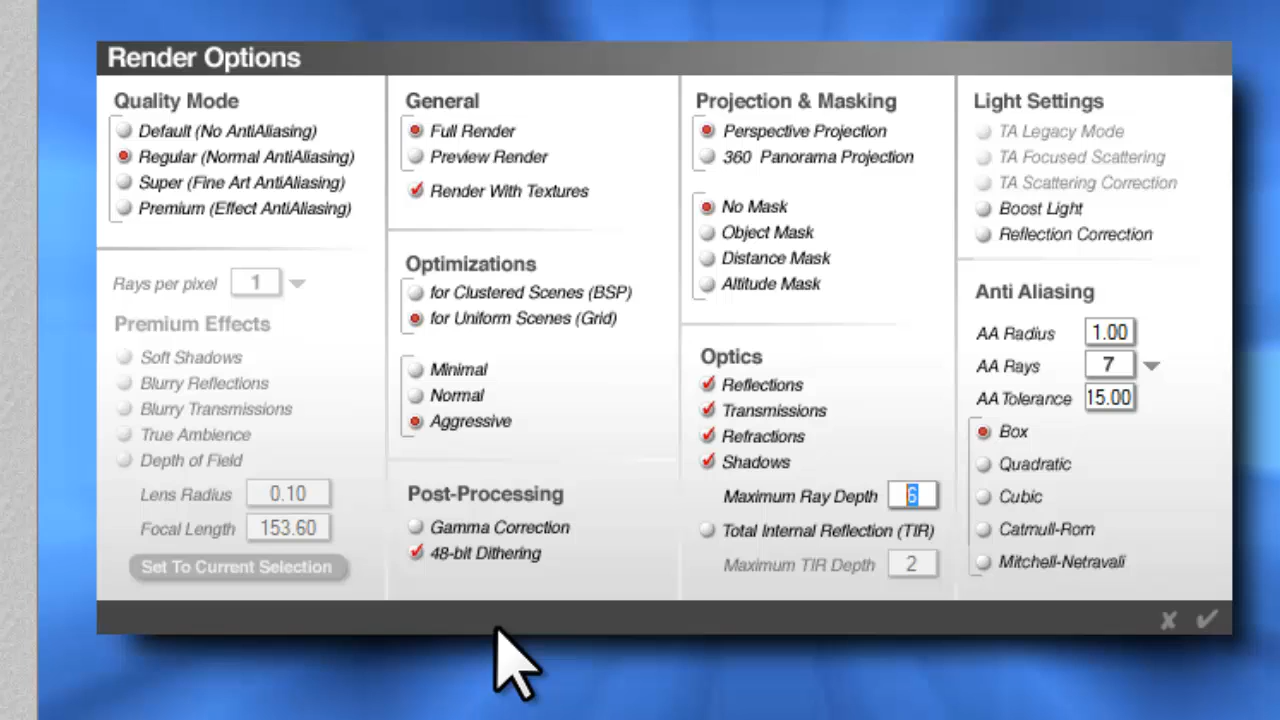 Render Options
Quality Mode
Default (No AntiAliasing)
Regular (Normal AntiAliasing)
Super (Fine Art AntiAliasing)
Premium (Effect AntiAliasing)
Rays per pixel 1
Premium Effects
Soft Shadows
Blurry Reflections
Blurry Transmissions
True Ambience
Depth of Field
Lens Radius 0.10
Focal Length 153.60
Set To Current Selection
General
Full Render
Preview Render
Render With Textures
Optimizations
for Clustered Scenes (BSP)
for Uniform Scenes (Grid)
Minimal
Normal
Aggressive
Post-Processing
Gamma Correction
48-bit Dithering
Projection & Masking
Perspective Projection
360 Panorama Projection
No Mask
Object Mask
Distance Mask
Altitude Mask
Optics
Reflections
Transmissions
Refractions
Shadows
Maximum Ray Depth 6
Total Internal Reflection (TIR)
Maximum TIR Depth 2
Light Settings
TA Legacy Mode
TA Focused Scattering
TA Scattering Correction
Boost Light
Reflection Correction
Anti Aliasing
AA Radius 1.00
AA Rays 7
AA Tolerance 15.00
Box
Quadratic
Cubic
Catmull-Rom
Mitchell-Netravali